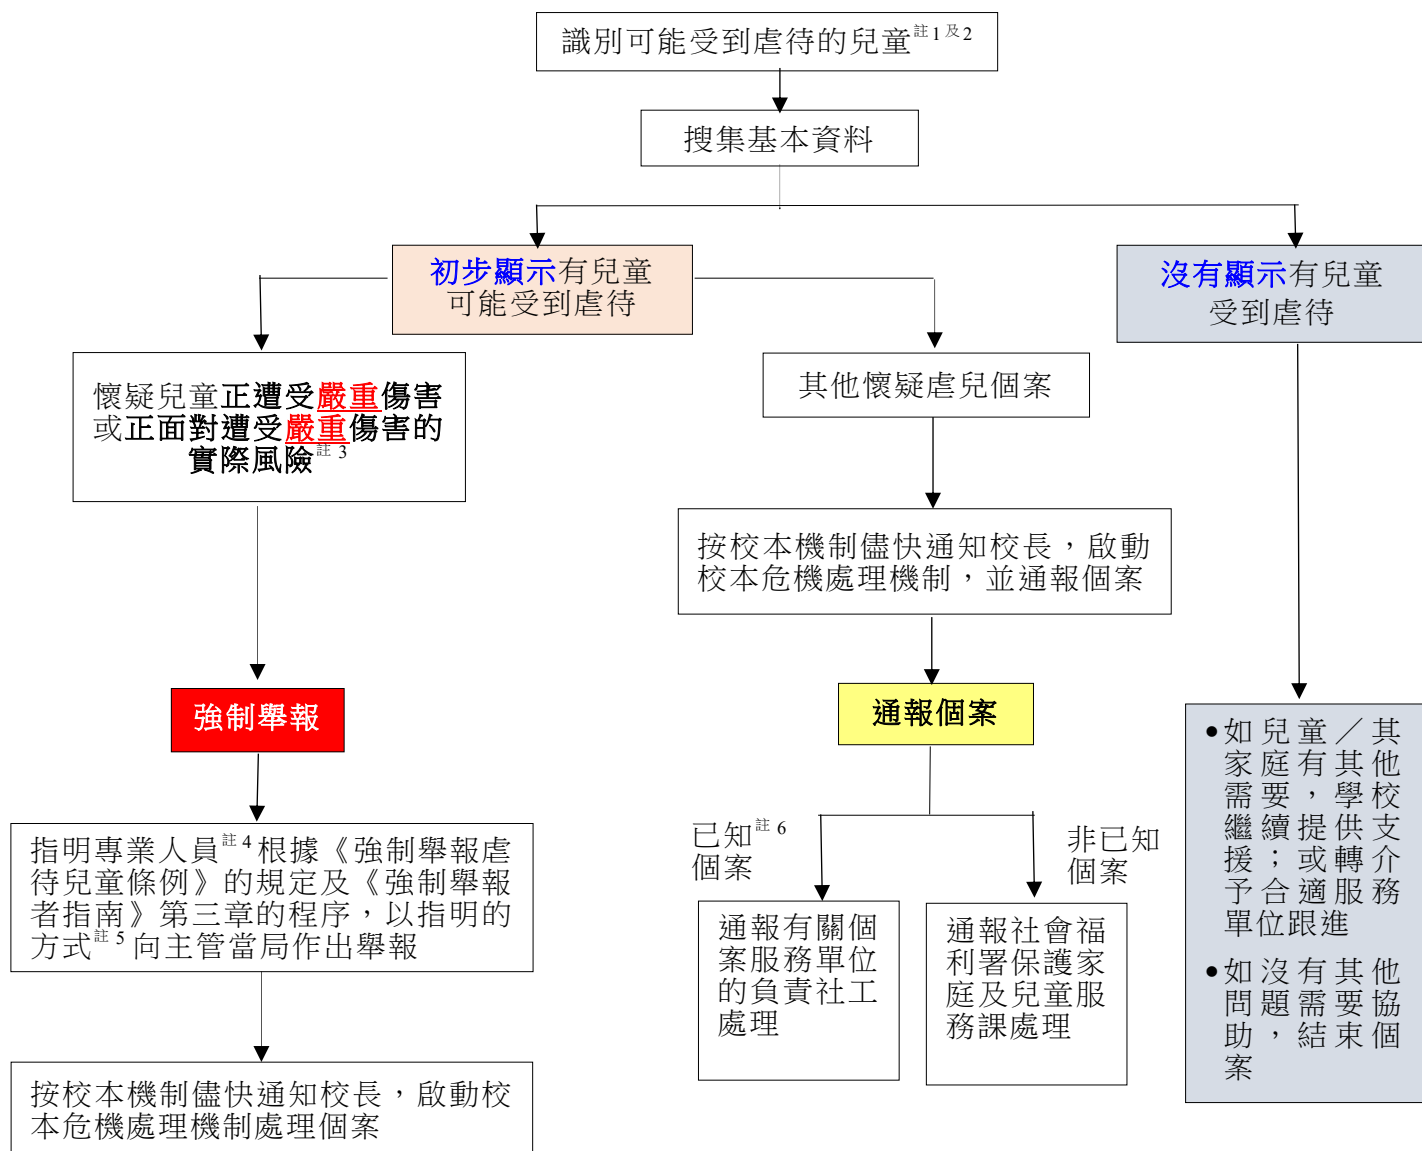 識別可能受到虐待的兒童註1及2
搜集基本資料
初步顯示有兒童
可能受到虐待
沒有顯示有兒童
受到虐待
懷疑兒童正遭受嚴重傷害
或正面對遭受嚴重傷害的
實際風險註3
其他懷疑虐兒個案
按校本機制儘快通知校長，啟動
校本危機處理機制，並通報個案
強制舉報
通報個案
指明專業人員註4根據《強制舉報虐
待兒童條例》的規定及《強制舉報
者指南》第三章的程序，以指明的
方式註5向主管當局作出舉報
已知註6
個案
非已知
個案
通報有關個
案服務單位
的負責社工
處理
通報社會福
利署保護家
庭及兒童服
務課處理
•如兒童／其
家庭有其他
需要，學校
繼續提供支
援；或轉介
予合適服務
單位跟進
•如沒有其他
問題需要協
助，結束個
案
按校本機制儘快通知校長，啟動校
本危機處理機制處理個案